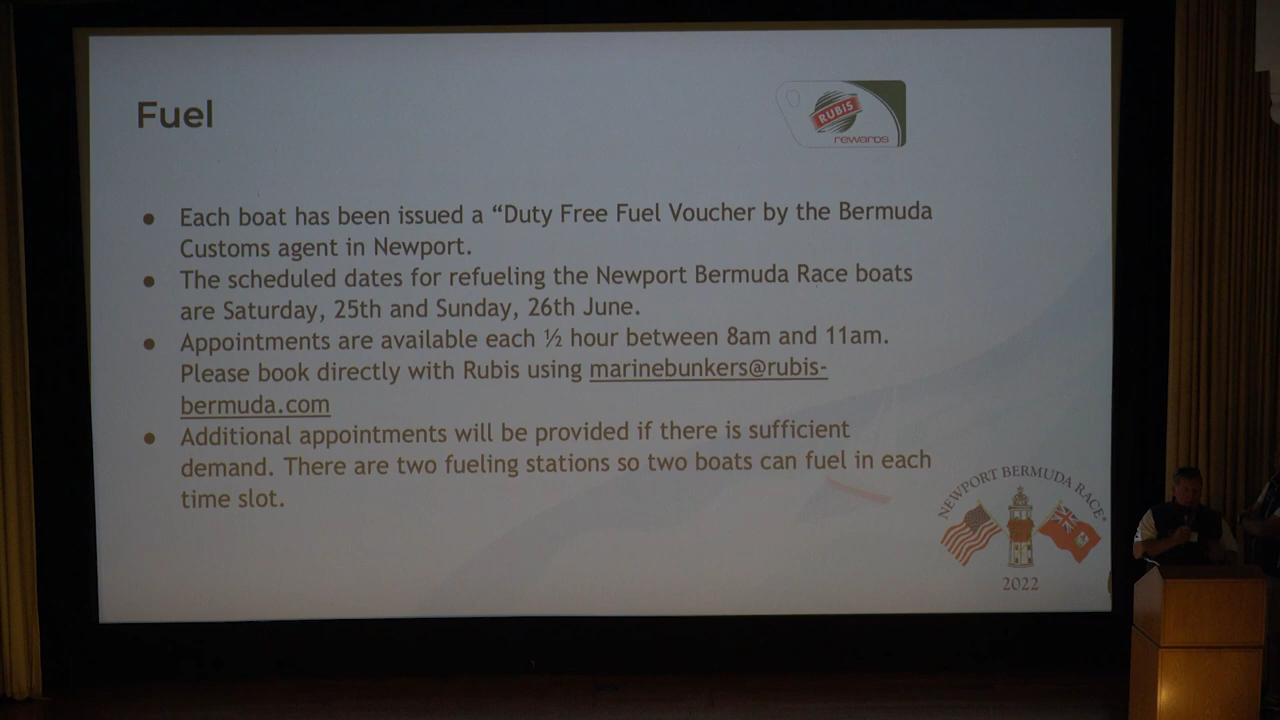 Fuel
RUBIS
rewards
● Each boat has been issued a “Duty Free Fuel Voucher by the Bermuda
Customs agent in Newport.
● The scheduled dates for refueling the Newport Bermuda Race boats
are Saturday, 25th and Sunday, 26th June.
● Appointments are available each ½ hour between 8am and 11am.
Please book directly with Rubis using marinebunkers@rubis-
bermuda.com
● Additional appointments will be provided if there is sufficient
demand. There are two fueling stations so two boats can fuel in each
time slot.
NEWPORT BERMUDA RACE®
2022